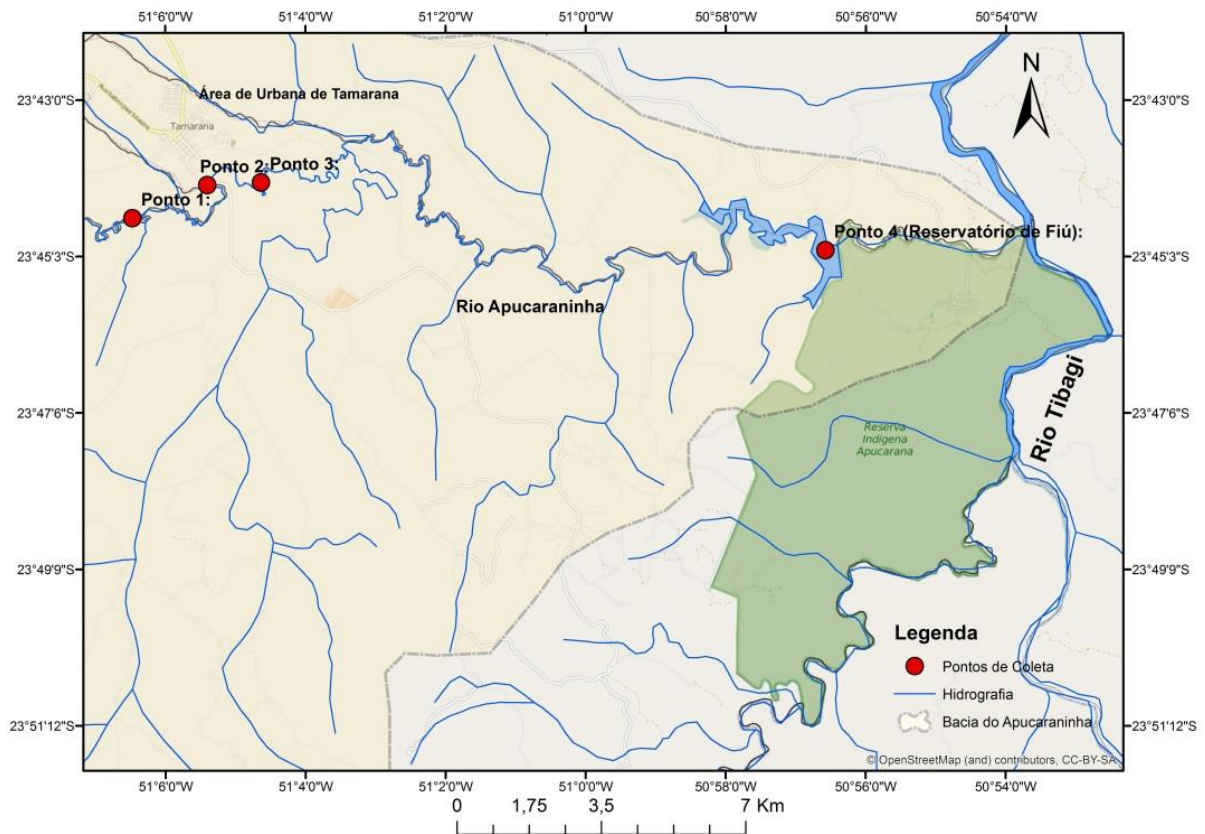 51°6'0"W 51°4'0"W 51°2'0"W 51°0'0"W 50°58'0"W 50°56'0"W 50°54'0"W
N
23°43'0"S Área de Urbana de Tamarana 23°43'0"S
Tamarana
Ponto 2: Ponto 3:
Ponto 1:
Ponto 4 (Reservatório de Fiú):
23°45'3"S 23°45'3"S
Rio Apucaraninha
Rio Tibagi
23°47'6"S 23°47'6"S
Reserva
Indígena
Apucarana
23°49'9"S 23°49'9"S
Legenda
Pontos de Coleta
Hidrografia
23°51'12"S Bacia do Apucaraninha 23°51'12"S
© OpenStreetMap (and) contributors, CC-BY-SA
51°6'0"W 51°4'0"W 51°2'0"W 51°0'0"W 50°58'0"W 50°56'0"W 50°54'0"W
0 1,75 3,5 7 Km